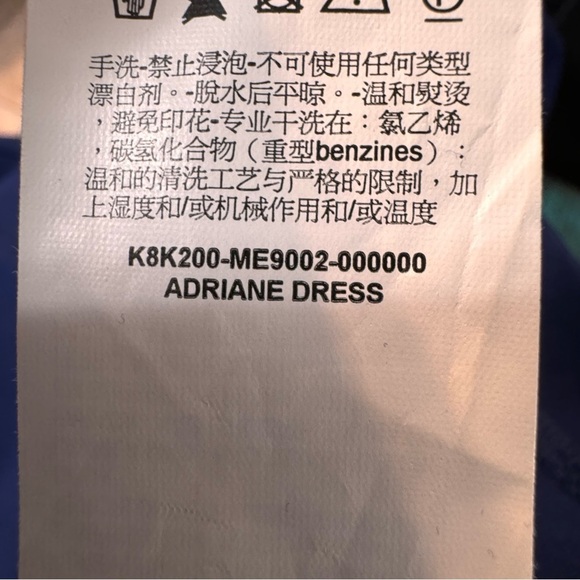 手洗-禁止浸泡-不可使用任何类型
漂白剂。-脱水后平晾。-温和熨烫
，避免印花-专业干洗在：氯乙烯
，碳氢化合物（重型benzines）：
温和的清洗工艺与严格的限制，加
上湿度和/或机械作用和/或温度
K8K200-ME9002-000000
ADRIANE DRESS